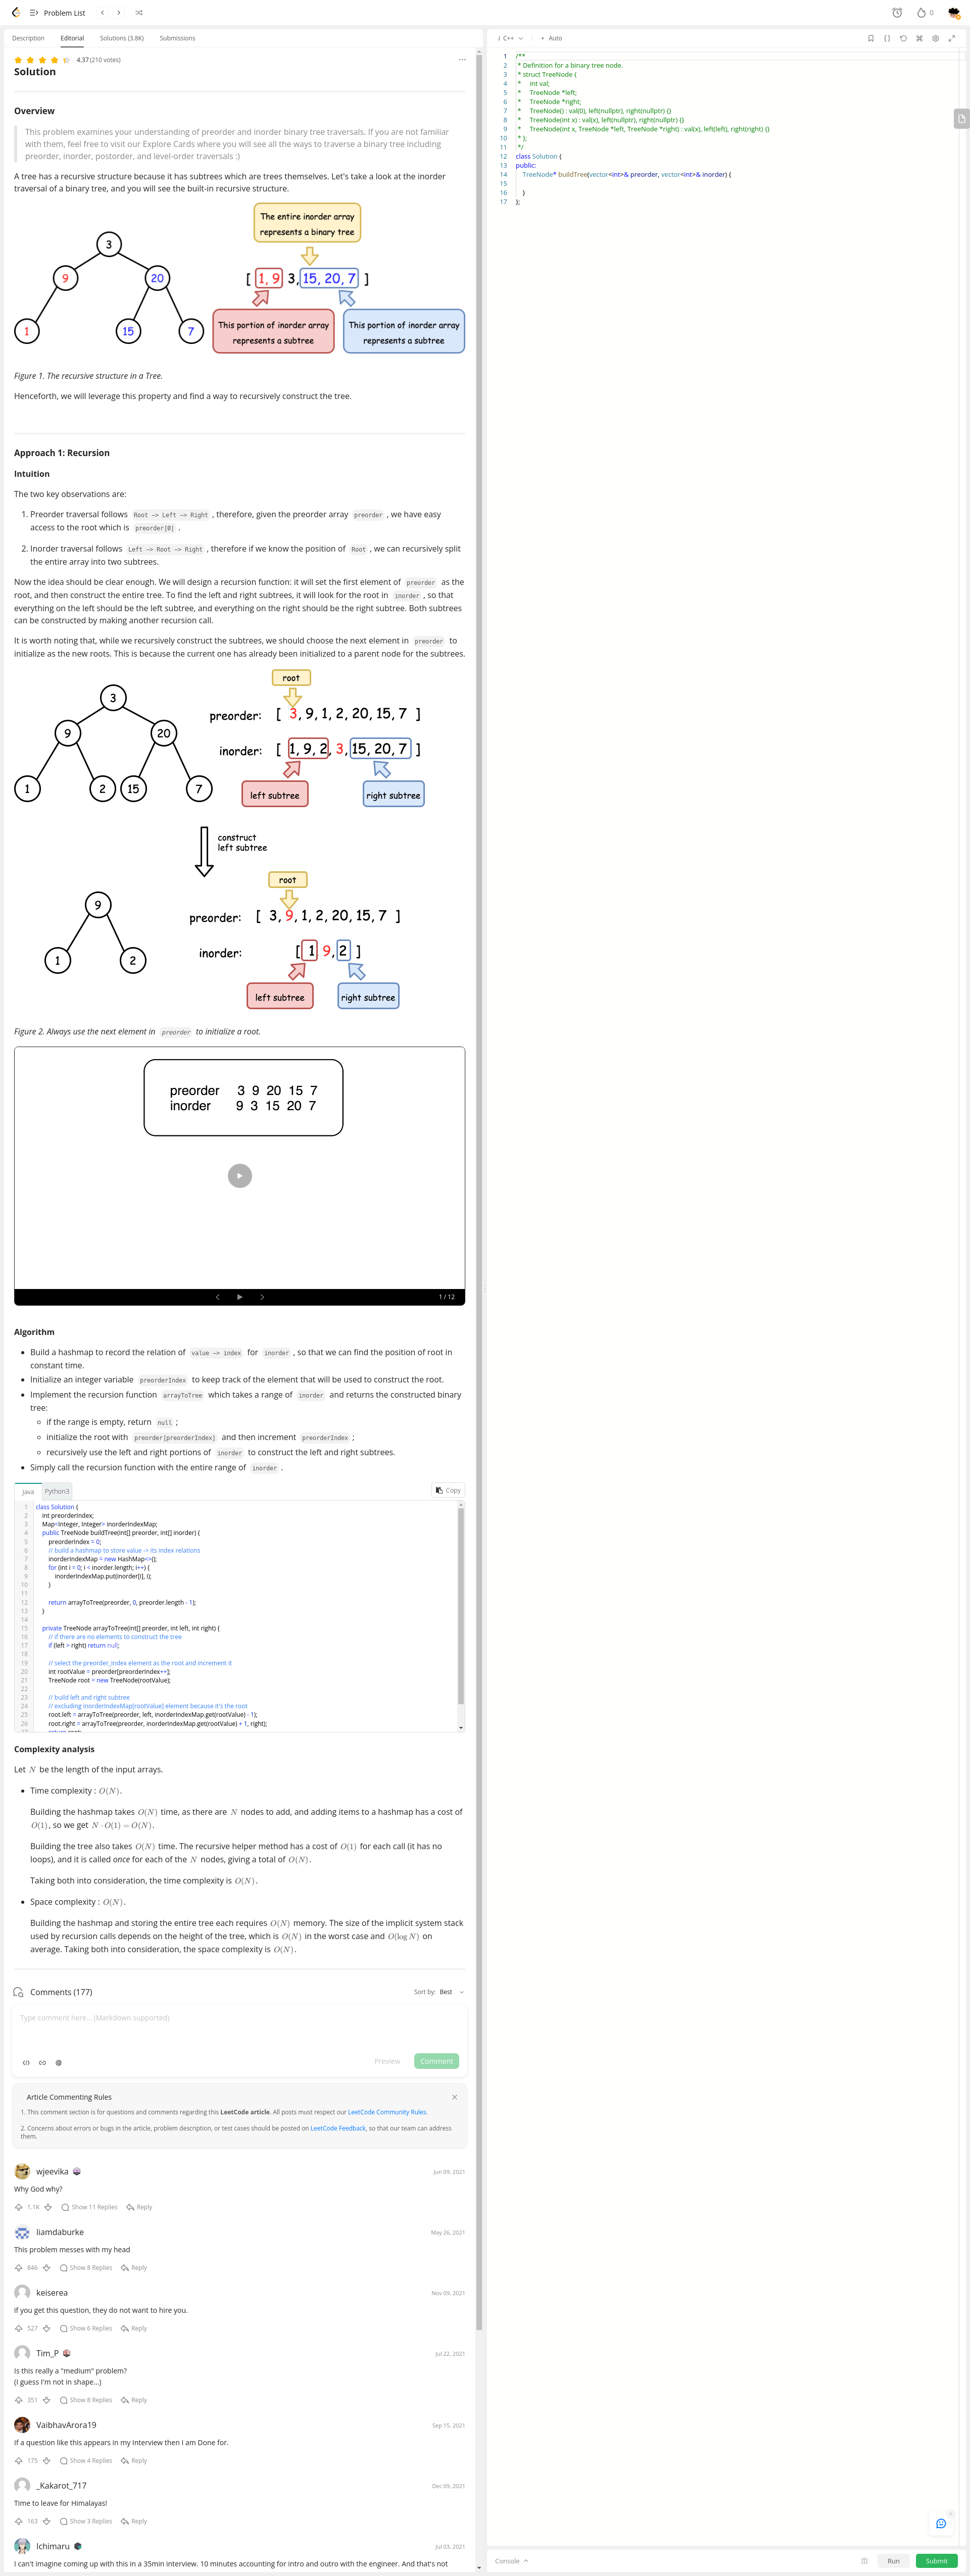 Problem List
0
Description Editorial Solutions (3.8K) Submissions
4.37 (210 votes)
Solution
Overview
This problem examines your understanding of preorder and inorder binary tree traversals. If you are not familiar
with them, feel free to visit our Explore Cards where you will see all the ways to traverse a binary tree including
preorder, inorder, postorder, and level-order traversals :)
A tree has a recursive structure because it has subtrees which are trees themselves. Let's take a look at the inorder
traversal of a binary tree, and you will see the built-in recursive structure.
The entire inorder array
represents a binary tree
3
9 20
[ 1, 9 3, 15, 20, 7 ]
1 15 7
This portion of inorder array
represents a subtree
This portion of inorder array
represents a subtree
Figure 1. The recursive structure in a Tree.
Henceforth, we will leverage this property and find a way to recursively construct the tree.
Approach 1: Recursion
Intuition
The two key observations are:
1. Preorder traversal follows Root -> Left -> Right , therefore, given the preorder array preorder , we have easy
access to the root which is preorder[0] .
2. Inorder traversal follows Left -> Root -> Right , therefore if we know the position of Root , we can recursively split
the entire array into two subtrees.
Now the idea should be clear enough. We will design a recursion function: it will set the first element of preorder as the
root, and then construct the entire tree. To find the left and right subtrees, it will look for the root in inorder , so that
everything on the left should be the left subtree, and everything on the right should be the right subtree. Both subtrees
can be constructed by making another recursion call.
It is worth noting that, while we recursively construct the subtrees, we should choose the next element in preorder to
initialize as the new roots. This is because the current one has already been initialized to a parent node for the subtrees.
root
3
9 20
1 2 15 7
preorder: [ 3, 9, 1, 2, 20, 15, 7 ]
inorder: [ 1, 9, 2, 3, 15, 20, 7 ]
left subtree
right subtree
construct
left subtree
root
9
1 2
preorder: [ 3, 9, 1, 2, 20, 15, 7 ]
inorder: [ 1, 9, 2 ]
left subtree
right subtree
Figure 2. Always use the next element in preorder to initialize a root.
preorder 3 9 20 15 7
inorder 9 3 15 20 7
1 / 12
Algorithm
• Build a hashmap to record the relation of value -> index for inorder , so that we can find the position of root in
constant time.
• Initialize an integer variable preorderIndex to keep track of the element that will be used to construct the root.
• Implement the recursion function arrayToTree which takes a range of inorder and returns the constructed binary
tree:
◦ if the range is empty, return null ;
◦ initialize the root with preorder[preorderIndex] and then increment preorderIndex ;
◦ recursively use the left and right portions of inorder to construct the left and right subtrees.
• Simply call the recursion function with the entire range of inorder .
Java Python3 Copy
1 class Solution {
2 int preorderIndex;
3 Map<Integer, Integer> inorderIndexMap;
4 public TreeNode buildTree(int[] preorder, int[] inorder) {
5 preorderIndex = 0;
6 // build a hashmap to store value -> its index relations
7 inorderIndexMap = new HashMap<>();
8 for (int i = 0; i < inorder.length; i++) {
9 inorderIndexMap.put(inorder[i], i);
10 }
11
12 return arrayToTree(preorder, 0, preorder.length - 1);
13 }
14
15 private TreeNode arrayToTree(int[] preorder, int left, int right) {
16 // if there are no elements to construct the tree
17 if (left > right) return null;
18
19 // select the preorder_index element as the root and increment it
20 int rootValue = preorder[preorderIndex++];
21 TreeNode root = new TreeNode(rootValue);
22
23 // build left and right subtree
24 // excluding inorderIndexMap[rootValue] element because it's the root
25 root.left = arrayToTree(preorder, left, inorderIndexMap.get(rootValue) - 1);
26 root.right = arrayToTree(preorder, inorderIndexMap.get(rootValue) + 1, right);
Complexity analysis
Let N be the length of the input arrays.
• Time complexity : O(N).
Building the hashmap takes O(N) time, as there are N nodes to add, and adding items to a hashmap has a cost of
O(1), so we get N · O(1) = O(N).
Building the tree also takes O(N) time. The recursive helper method has a cost of O(1) for each call (it has no
loops), and it is called once for each of the N nodes, giving a total of O(N).
Taking both into consideration, the time complexity is O(N).
• Space complexity : O(N).
Building the hashmap and storing the entire tree each requires O(N) memory. The size of the implicit system stack
used by recursion calls depends on the height of the tree, which is O(N) in the worst case and O(log N) on
average. Taking both into consideration, the space complexity is O(N).
Comments (177) Sort by: Best
Type comment here... (Markdown supported)
Preview Comment
Article Commenting Rules
1. This comment section is for questions and comments regarding this LeetCode article. All posts must respect our LeetCode Community Rules.
2. Concerns about errors or bugs in the article, problem description, or test cases should be posted on LeetCode Feedback, so that our team can address
them.
wjeevika Jun 09, 2021
Why God why?
1.1K Show 11 Replies Reply
liamdaburke May 26, 2021
This problem messes with my head
846 Show 8 Replies Reply
keiserea Nov 09, 2021
if you get this question, they do not want to hire you.
527 Show 6 Replies Reply
Tim_P Jul 22, 2021
Is this really a "medium" problem?
(I guess I'm not in shape...)
351 Show 8 Replies Reply
VaibhavArora19 Sep 15, 2021
If a question like this appears in my Interview then I am Done for.
175 Show 4 Replies Reply
_Kakarot_717 Dec 09, 2021
Time to leave for Himalayas!
163 Show 3 Replies Reply
Ichimaru Jul 03, 2021
I can't imagine coming up with this in a 35min interview. 10 minutes accounting for intro and outro with the engineer. And that's not
i C++ Auto
1 /**
2 * Definition for a binary tree node.
3 * struct TreeNode {
4 * int val;
5 * TreeNode *left;
6 * TreeNode *right;
7 * TreeNode() : val(0), left(nullptr), right(nullptr) {}
8 * TreeNode(int x) : val(x), left(nullptr), right(nullptr) {}
9 * TreeNode(int x, TreeNode *left, TreeNode *right) : val(x), left(left), right(right) {}
10 * };
11 */
12 class Solution {
13 public:
14 TreeNode* buildTree(vector<int>& preorder, vector<int>& inorder) {
15
16 }
17 };
Console Run Submit